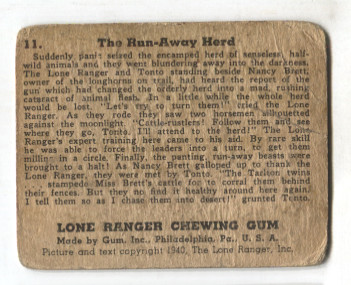 11. The Run-Away Herd
Suddenly panic seized the encamped herd of senseless, half-
wild animals and they went blundering away into the darkness.
The Lone Ranger and Tonto standing beside Nancy Brett,
owner of the longhorns on trail, had heard the report of the
gun which had changed the orderly herd into a mad, rushing
cataract of animal flesh. In a little while the whole herd
would be lost. "Let's try to turn them!" cried the Lone
Ranger. As they rode they saw two horsemen silhouetted
against the moonlight. "Cattle-rustlers! Follow them and see
where they go, Tonto. I'll attend to the herd!" The Lone
Ranger's expert training here came to his aid. By rare skill
he was able to force the leaders into a turn, to get them
milling in a circle. Finally, the panting, run-away beasts were
brought to a halt! As Nancy Brett galloped up to thank the
Lone Ranger, they were met by Tonto. "The Tarlton twins
stampede Miss Brett's cattle for to corral them behind
their fences. But they no find it healthy around here again.
I tell them so as I chase them into desert!" grunted Tonto.
LONE RANGER CHEWING GUM
Made by Gum, Inc., Philadelphia, Pa., U. S. A.
Picture and text copyright 1940, The Lone Ranger, Inc.